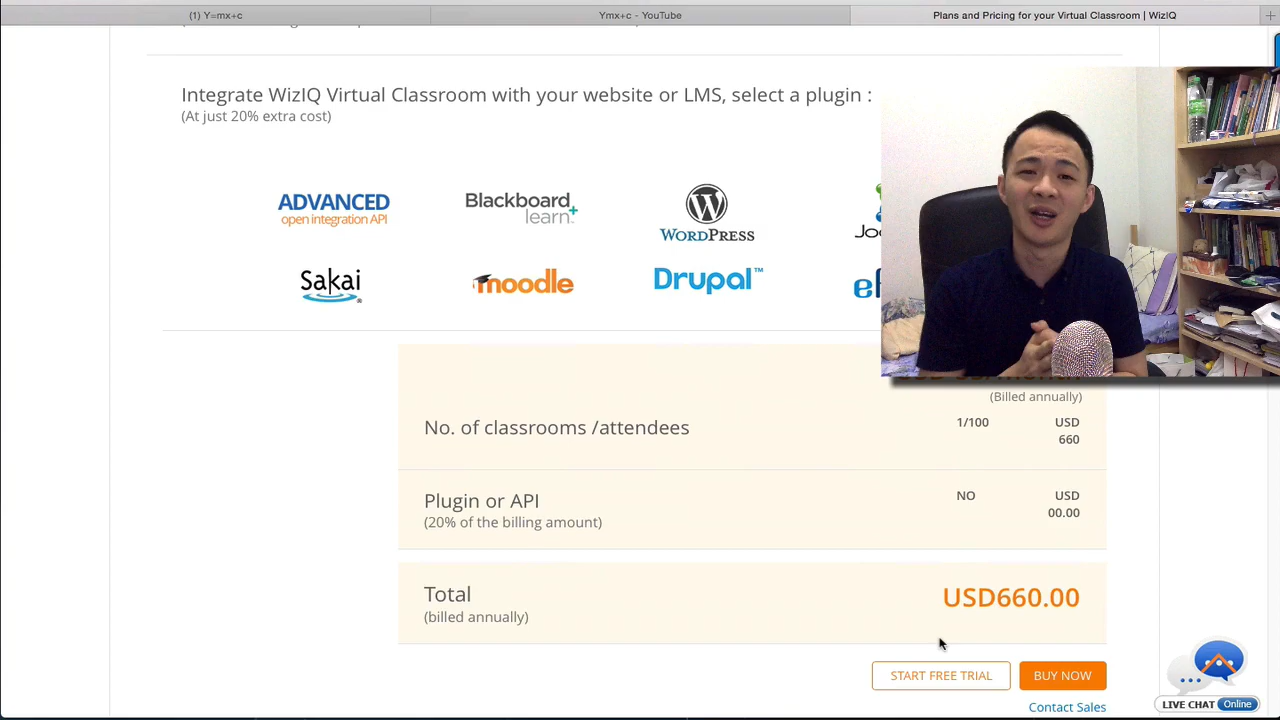 (1) Y=mx+c
Ymx+c - YouTube
Plans and Pricing for your Virtual Classroom | WizIQ
Integrate WizIQ Virtual Classroom with your website or LMS, select a plugin :
(At just 20% extra cost)
ADVANCED
open integration API
Blackboard
learn+
WORDPRESS
Sakai
moodle
Drupal™
(Billed annually)
No. of classrooms /attendees
1/100
USD
660
Plugin or API
(20% of the billing amount)
NO
USD
00.00
Total
(billed annually)
USD660.00
START FREE TRIAL
BUY NOW
Contact Sales
LIVE CHAT Online